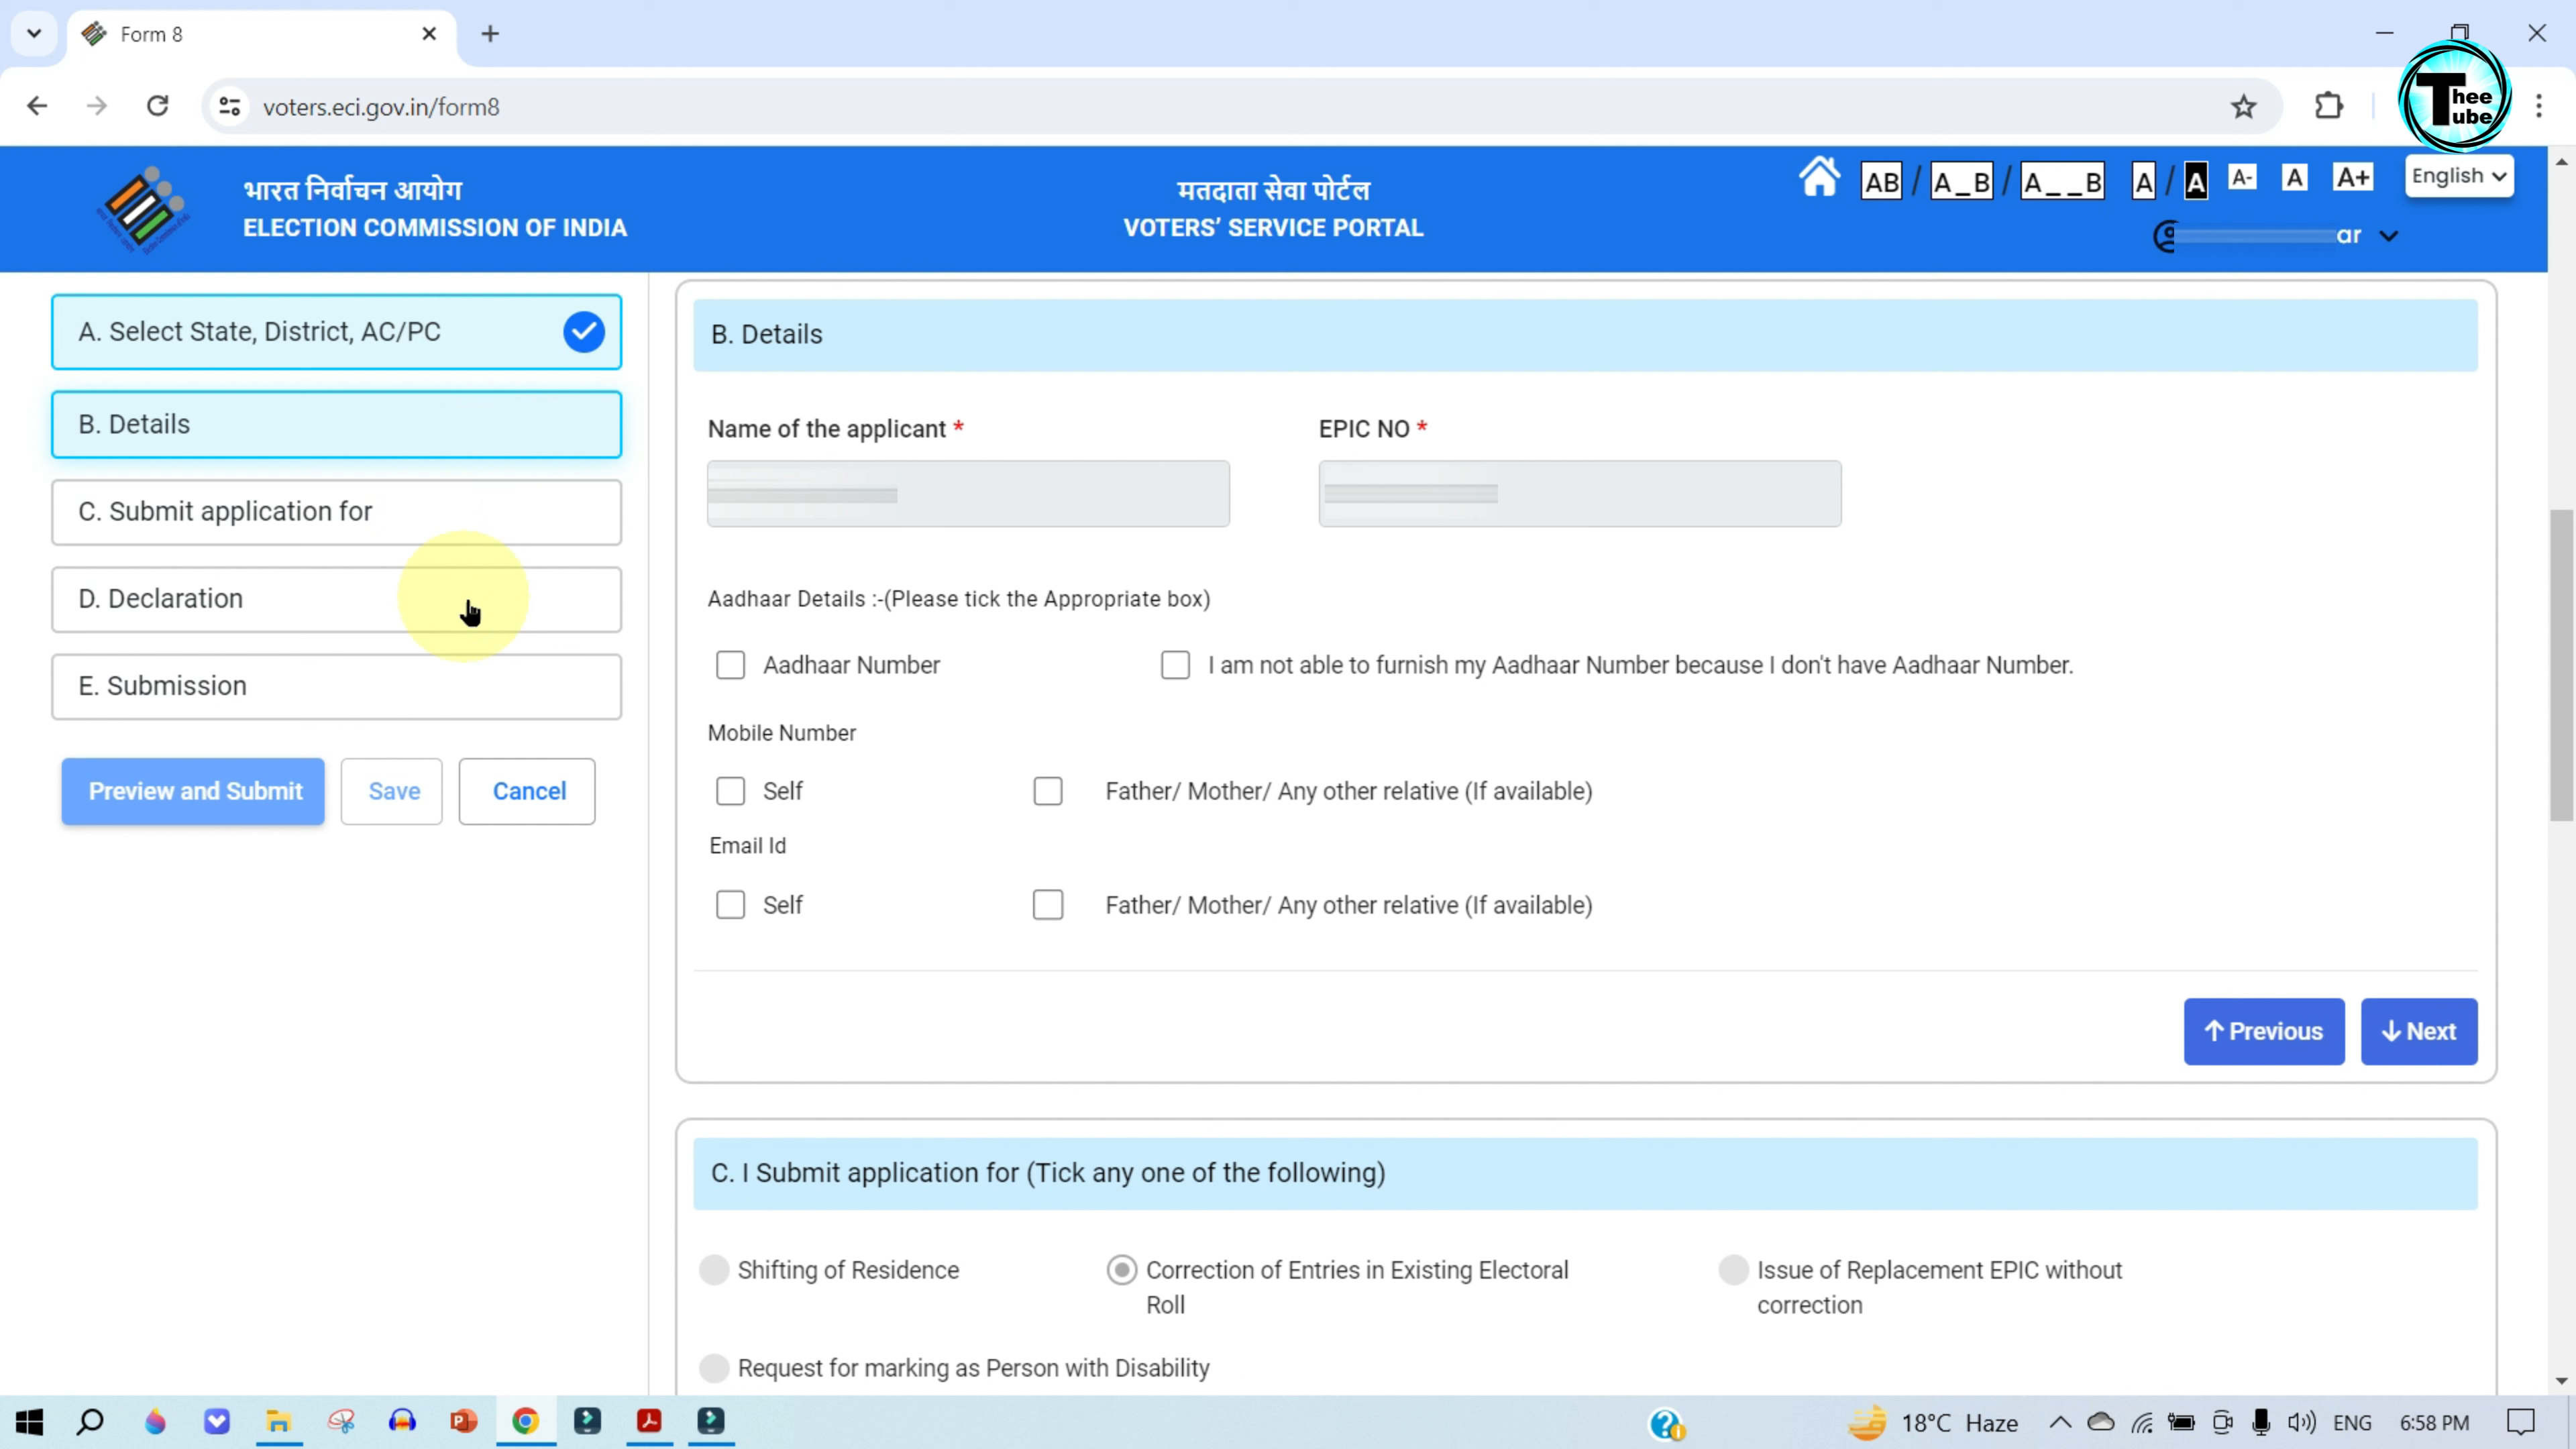 Form 8
voters.eci.gov.in/form8
Thee
Tube
भारत निर्वाचन आयोग
ELECTION COMMISSION OF INDIA
मतदाता सेवा पोर्टल
VOTERS' SERVICE PORTAL
AB / A_B / A__B A / A A- A A+ English
ar
A. Select State, District, AC/PC
B. Details
C. Submit application for
D. Declaration
E. Submission
Preview and Submit Save Cancel
B. Details
Name of the applicant * EPIC NO *
Aadhaar Details :-(Please tick the Appropriate box)
Aadhaar Number I am not able to furnish my Aadhaar Number because I don't have Aadhaar Number.
Mobile Number
Self Father/ Mother/ Any other relative (If available)
Email Id
Self Father/ Mother/ Any other relative (If available)
↑ Previous ↓ Next
C. I Submit application for (Tick any one of the following)
Shifting of Residence Correction of Entries in Existing Electoral Issue of Replacement EPIC without
Roll correction
Request for marking as Person with Disability
18°C Haze ENG 6:58 PM